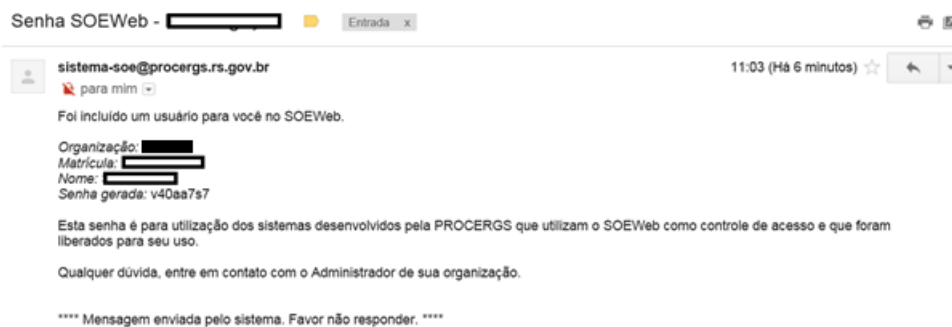 Senha SOEWeb -
Entrada x
sistema-soe@procergs.rs.gov.br
11:03 (Há 6 minutos)
para mim
Foi incluído um usuário para você no SOEWeb.
Organização:
Matrícula:
Nome:
Senha gerada: v40aa7s7
Esta senha é para utilização dos sistemas desenvolvidos pela PROCERGS que utilizam o SOEWeb como controle de acesso e que foram
liberados para seu uso.
Qualquer dúvida, entre em contato com o Administrador de sua organização.
**** Mensagem enviada pelo sistema. Favor não responder. ****